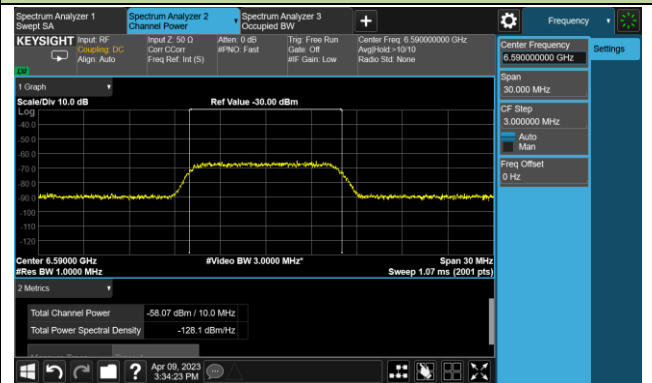 Spectrum Analyzer 1
Swept SA
Spectrum Analyzer 2
Channel Power
Spectrum Analyzer 3
Occupied BW
Frequency
KEYSIGHT
Input: RF
Coupling: DC
Align: Auto
Input Z: 50 Ω
Corr CCorr
Freq Ref: Int (S)
Atten: 0 dB
#PNO: Fast
Trig: Free Run
Gate: Off
#IF Gain: Low
Center Freq: 6.590000000 GHz
Avg|Hold:>10/10
Radio Std: None
Center Frequency
6.590000000 GHz
Settings
Span
30.000 MHz
CF Step
3.000000 MHz
Auto
Man
Freq Offset
0 Hz
1 Graph
Scale/Div 10.0 dB
Ref Value -30.00 dBm
Log
-40.0
-50.0
-60.0
-70.0
-80.0
-90.0
-100
-110
-120
Center 6.59000 GHz
#Video BW 3.0000 MHz*
Span 30 MHz
#Res BW 1.0000 MHz
Sweep 1.07 ms (2001 pts)
2 Metrics
Total Channel Power
-58.07 dBm / 10.0 MHz
Total Power Spectral Density
-128.1 dBm/Hz
Apr 09, 2023
3:34:23 PM